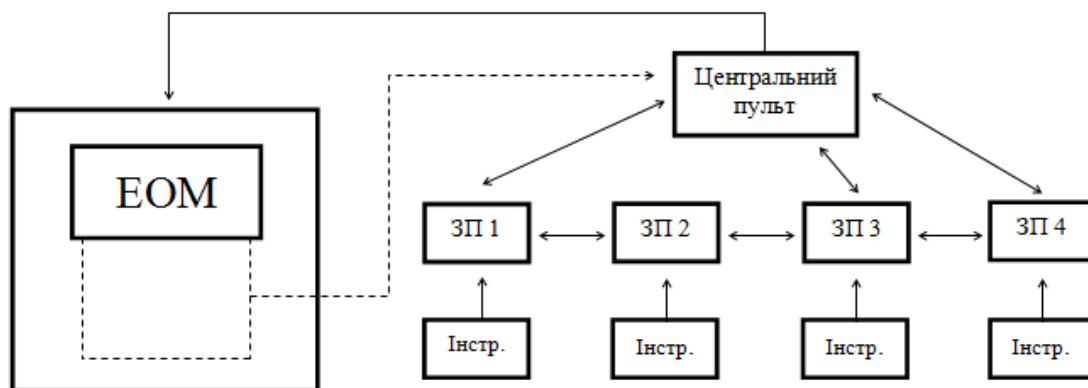 Центральний
пульт
ЕОМ
ЗП 1
ЗП 2
ЗП 3
ЗП 4
Інстр.
Інстр.
Інстр.
Інстр.